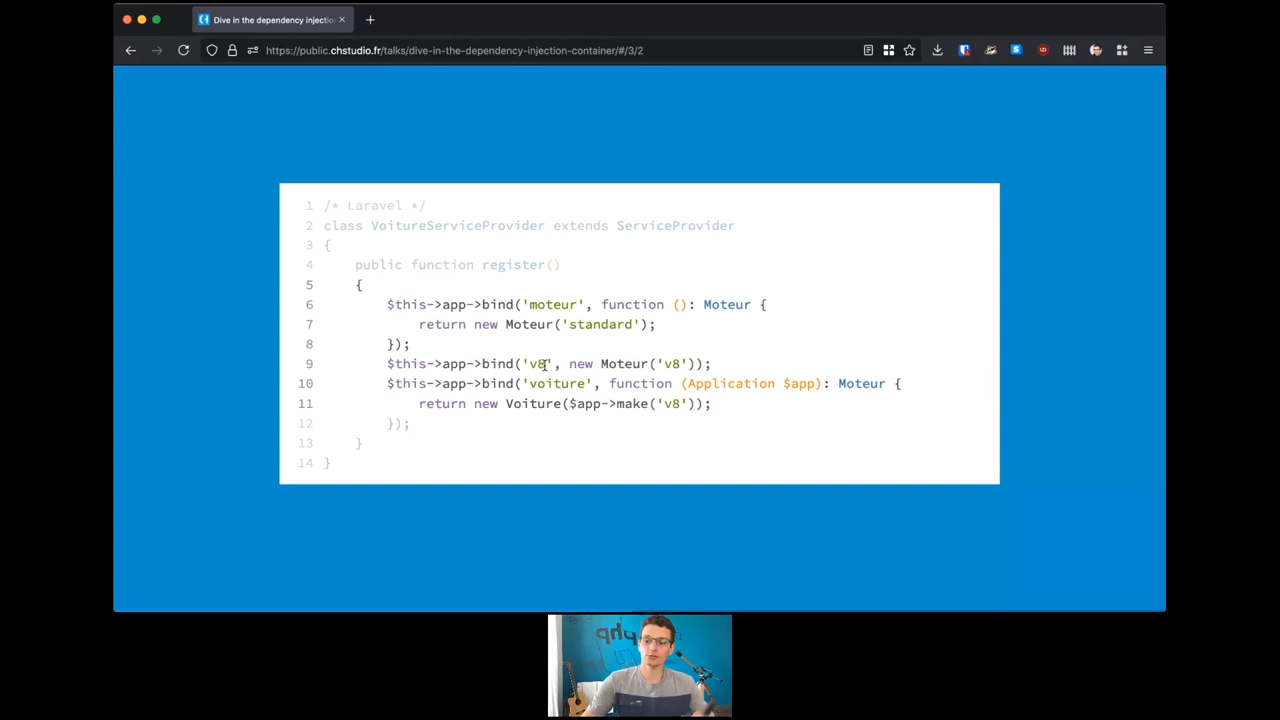 Dive in the dependency injectio
https://public.chstudio.fr/talks/dive-in-the-dependency-injection-container/#/3/2
1 /* Laravel */
2 class VoitureServiceProvider extends ServiceProvider
3 {
4 public function register()
5 {
6 $this->app->bind('moteur', function (): Moteur {
7 return new Moteur('standard');
8 });
9 $this->app->bind('v8', new Moteur('v8'));
10 $this->app->bind('voiture', function (Application $app): Moteur {
11 return new Voiture($app->make('v8'));
12 });
13 }
14 }
php